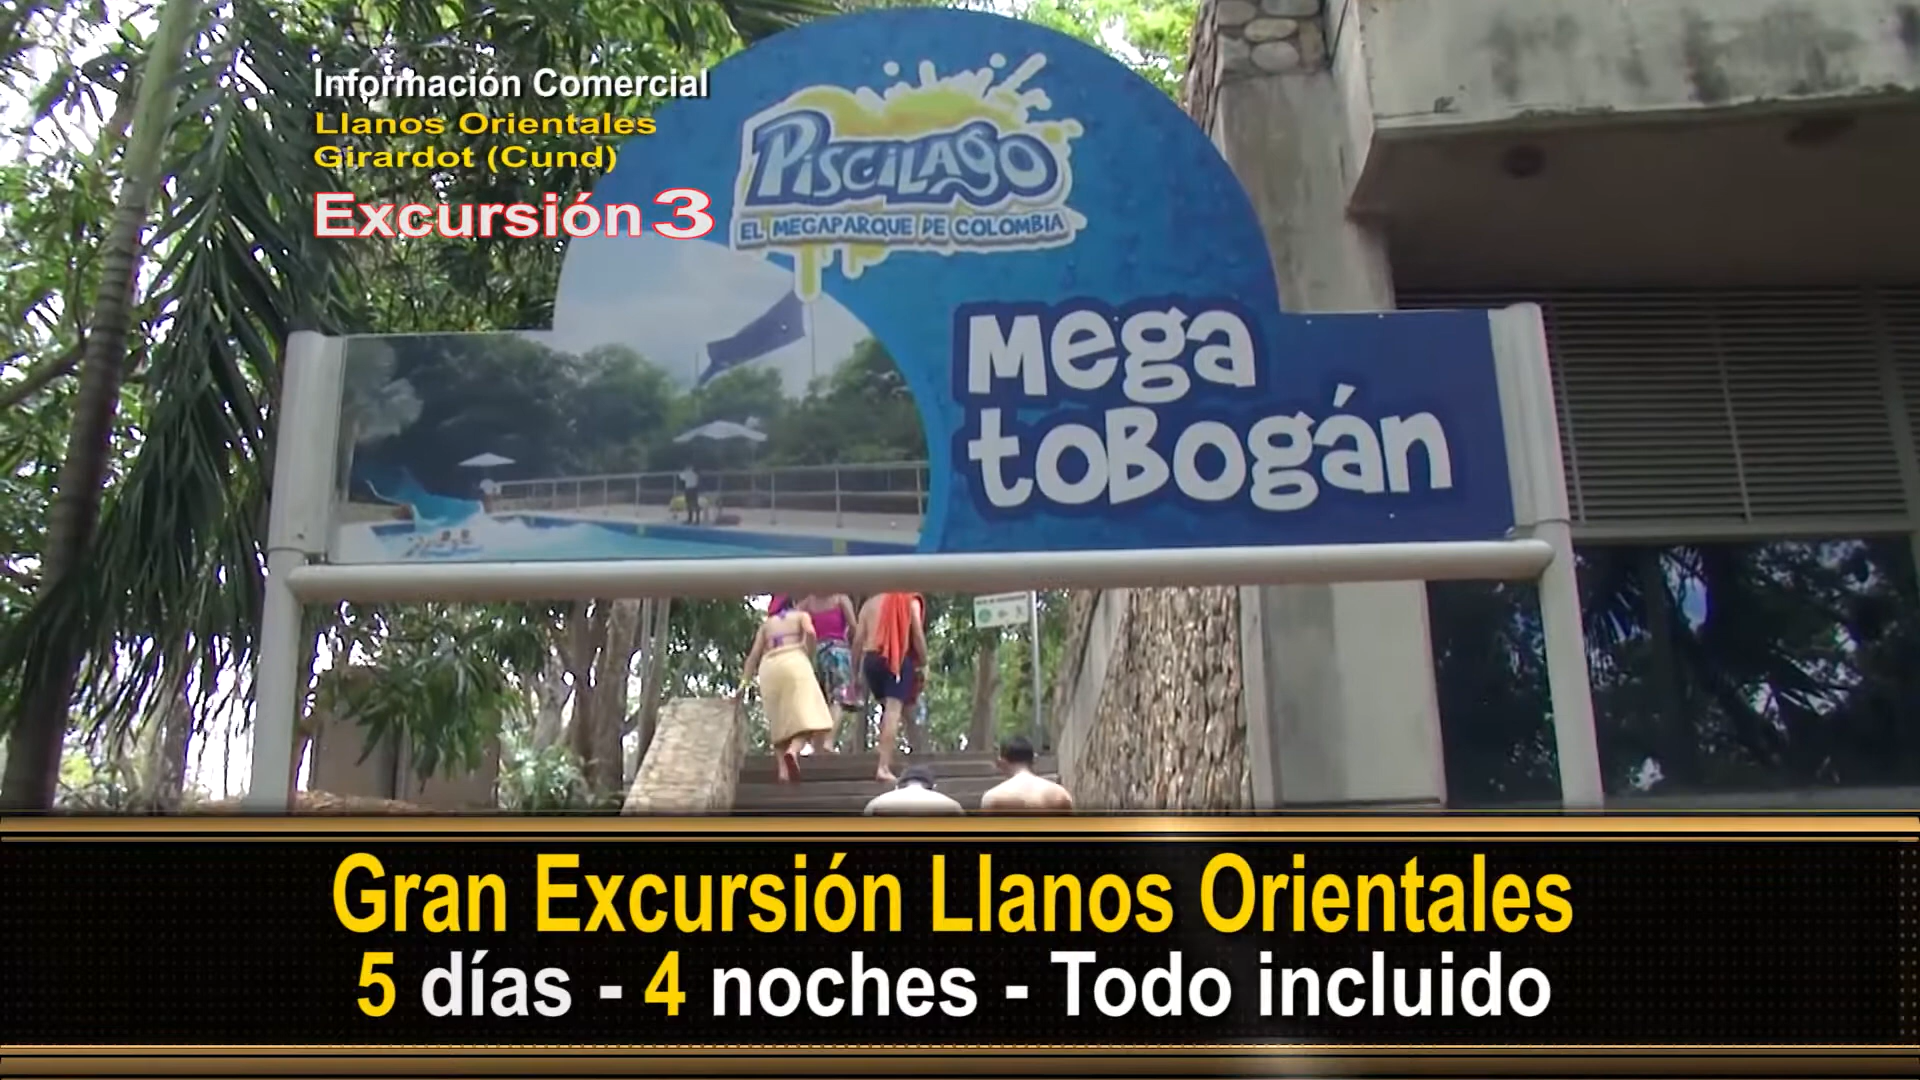 Información Comercial
Llanos Orientales
Girardot (Cund)
Excursión 3
PISCILAGO
EL MEGAPARQUE DE COLOMBIA
Mega
toBogán
Gran Excursión Llanos Orientales
5 días - 4 noches - Todo incluido